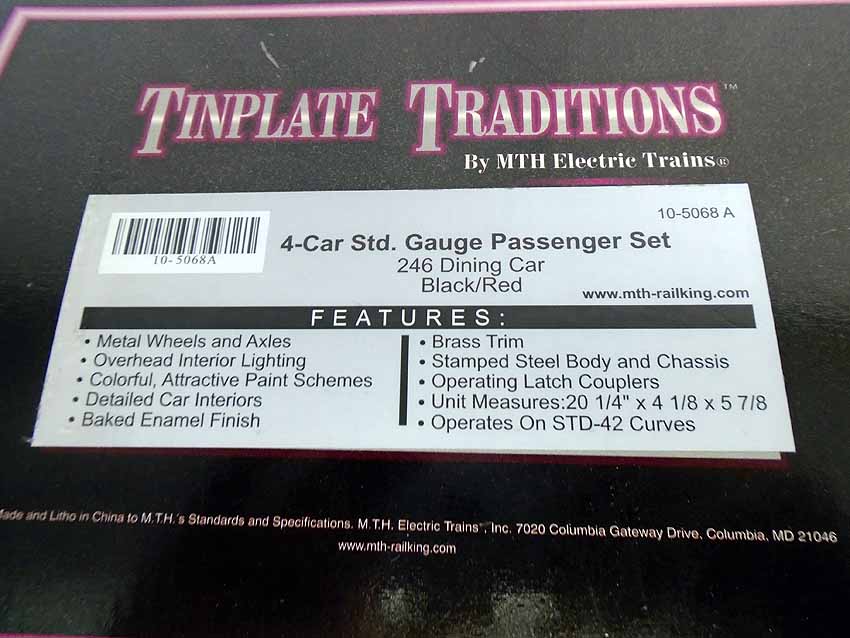 TINPLATE TRADITIONS™
By MTH Electric Trains®
10-5068 A
10-5068A
4-Car Std. Gauge Passenger Set
246 Dining Car
Black/Red
www.mth-railking.com
FEATURES:
• Metal Wheels and Axles
• Overhead Interior Lighting
• Colorful, Attractive Paint Schemes
• Detailed Car Interiors
• Baked Enamel Finish
• Brass Trim
• Stamped Steel Body and Chassis
• Operating Latch Couplers
• Unit Measures:20 1/4" x 4 1/8 x 5 7/8
• Operates On STD-42 Curves
Made and Litho in China to M.T.H.'s Standards and Specifications. M.T.H. Electric Trains', Inc. 7020 Columbia Gateway Drive, Columbia, MD 21046
www.mth-railking.com